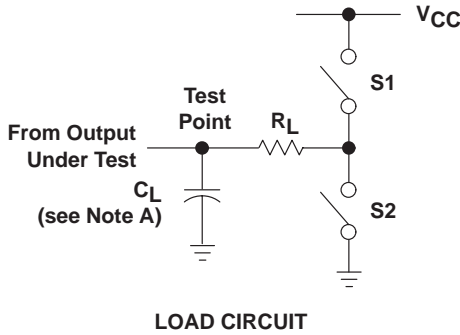 VCC
S1
Test
Point
RL
From Output
Under Test
CL
(see Note A)
S2
LOAD CIRCUIT